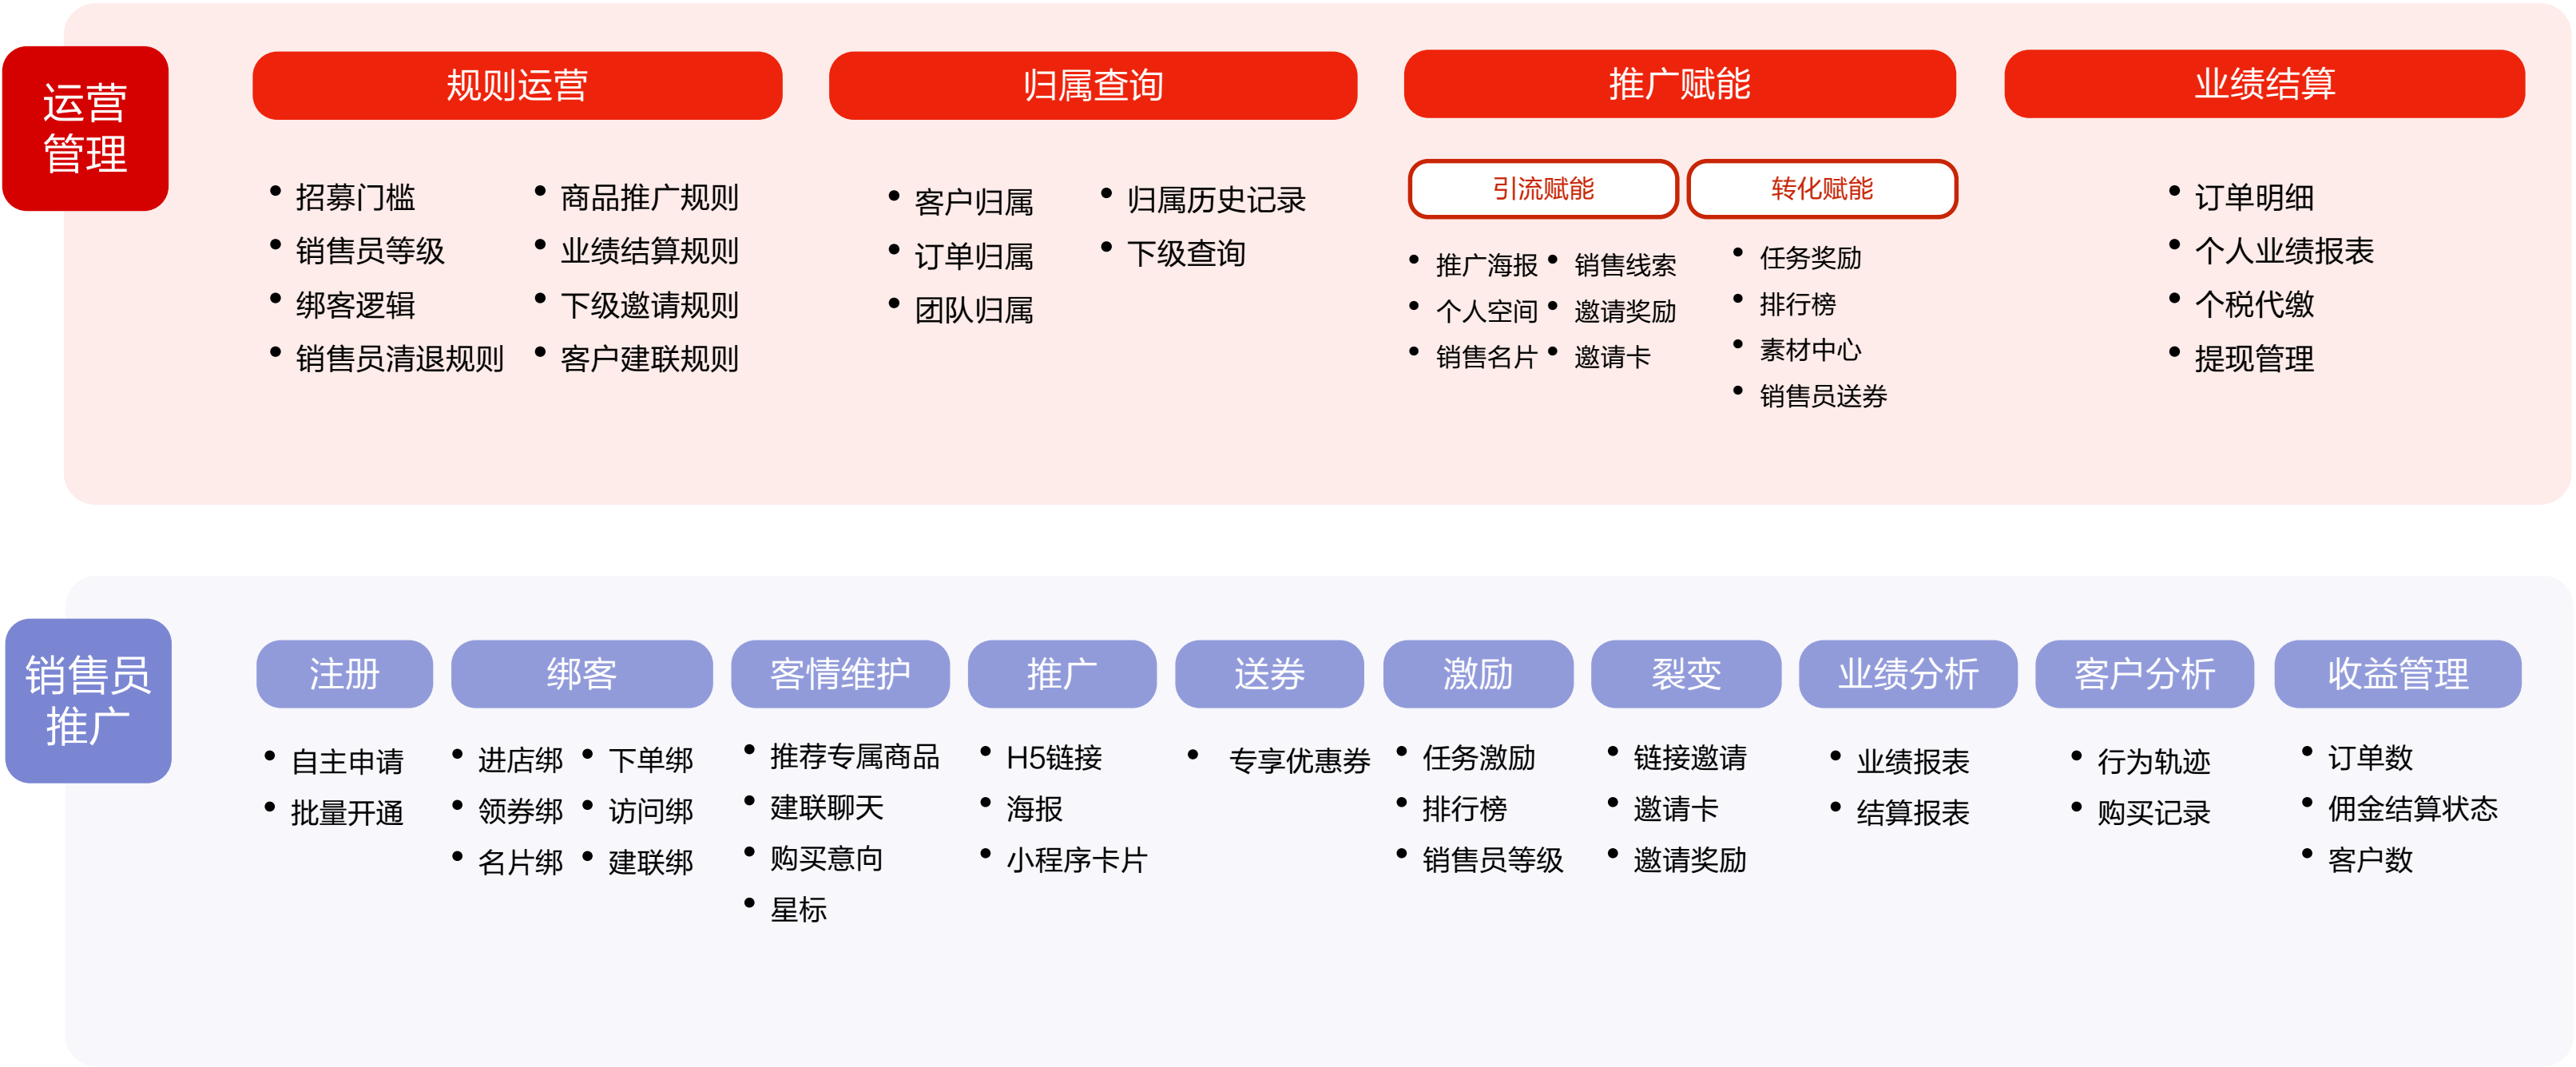 运营
管理
规则运营
招募门槛
销售员等级
绑客逻辑
销售员清退规则
商品推广规则
业绩结算规则
下级邀请规则
客户建联规则
归属查询
客户归属
订单归属
团队归属
归属历史记录
下级查询
推广赋能
引流赋能
推广海报
个人空间
销售名片
销售线索
邀请奖励
邀请卡
转化赋能
任务奖励
排行榜
素材中心
销售员送券
业绩结算
订单明细
个人业绩报表
个税代缴
提现管理
销售员
推广
注册
自主申请
批量开通
绑客
进店绑
领券绑
名片绑
下单绑
访问绑
建联绑
客情维护
推荐专属商品
建联聊天
购买意向
星标
推广
H5链接
海报
小程序卡片
送券
专享优惠券
激励
任务激励
排行榜
销售员等级
裂变
链接邀请
邀请卡
邀请奖励
业绩分析
业绩报表
结算报表
客户分析
行为轨迹
购买记录
收益管理
订单数
佣金结算状态
客户数